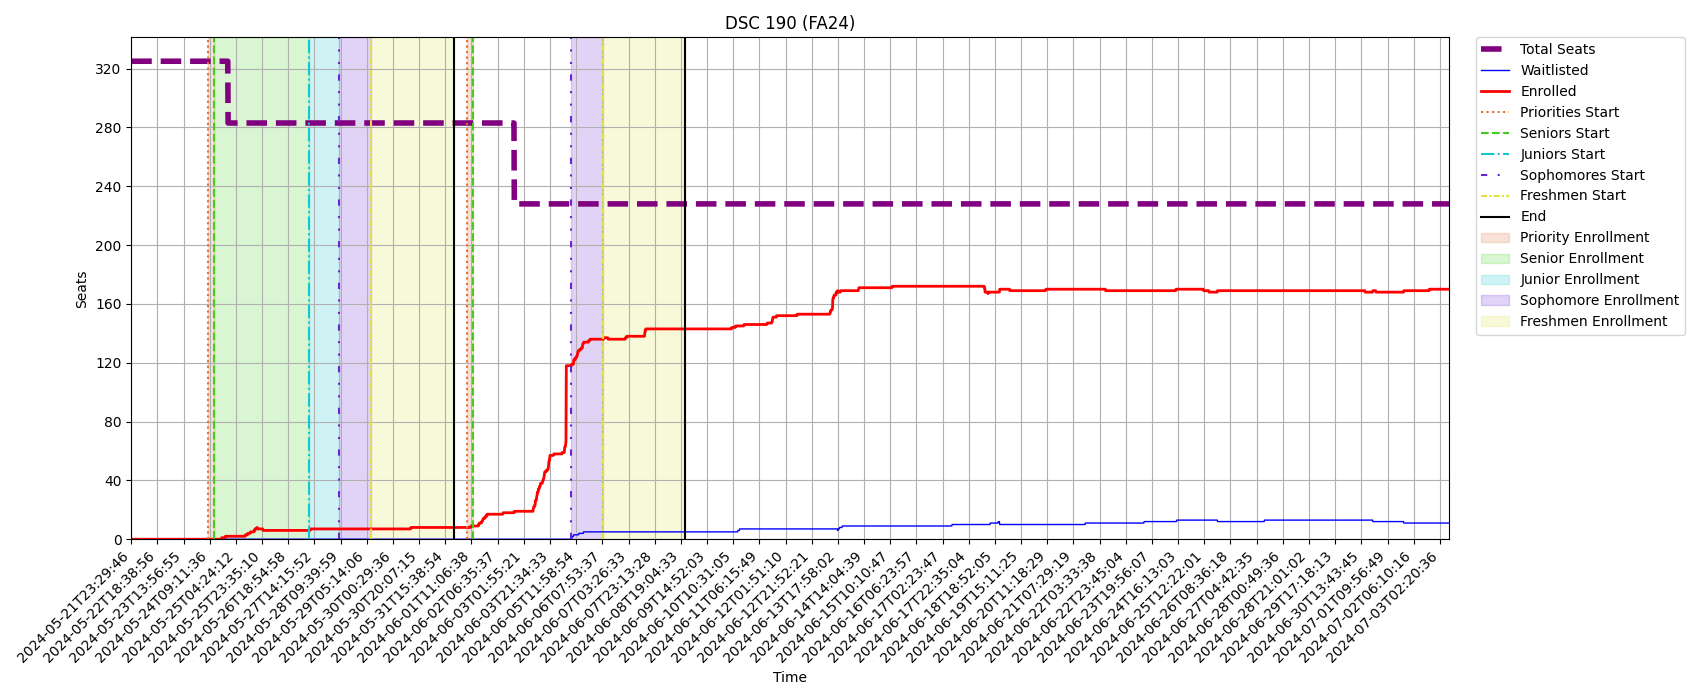 DSC 190 (FA24)
Seats
320
280
240
200
160
120
80
40
0
2024-05-21T23:29:46
2024-05-22T18:38:56
2024-05-23T13:56:55
2024-05-24T09:11:36
2024-05-25T04:24:12
2024-05-25T23:35:10
2024-05-26T18:54:58
2024-05-27T14:15:52
2024-05-28T09:39:59
2024-05-29T05:14:06
2024-05-30T00:29:36
2024-05-30T20:07:15
2024-05-31T15:38:54
2024-06-01T11:06:38
2024-06-02T06:35:37
2024-06-03T01:55:21
2024-06-03T21:34:33
2024-06-05T11:58:54
2024-06-06T07:53:37
2024-06-07T03:26:33
2024-06-07T23:13:28
2024-06-08T19:04:33
2024-06-09T14:52:03
2024-06-10T10:31:05
2024-06-11T06:15:49
2024-06-12T01:51:10
2024-06-12T21:52:21
2024-06-13T17:58:02
2024-06-14T14:04:39
2024-06-15T10:10:47
2024-06-16T06:23:57
2024-06-17T02:23:47
2024-06-17T22:35:04
2024-06-18T18:52:05
2024-06-19T15:11:25
2024-06-20T11:18:29
2024-06-21T07:29:19
2024-06-22T03:33:38
2024-06-22T23:45:04
2024-06-23T19:56:07
2024-06-24T16:13:03
2024-06-25T12:22:01
2024-06-26T08:36:18
2024-06-27T04:42:35
2024-06-28T00:49:36
2024-06-28T21:01:02
2024-06-29T17:18:13
2024-06-30T13:43:45
2024-07-01T09:56:49
2024-07-02T06:10:16
2024-07-03T02:20:36
Time
Total Seats
Waitlisted
Enrolled
Priorities Start
Seniors Start
Juniors Start
Sophomores Start
Freshmen Start
End
Priority Enrollment
Senior Enrollment
Junior Enrollment
Sophomore Enrollment
Freshmen Enrollment